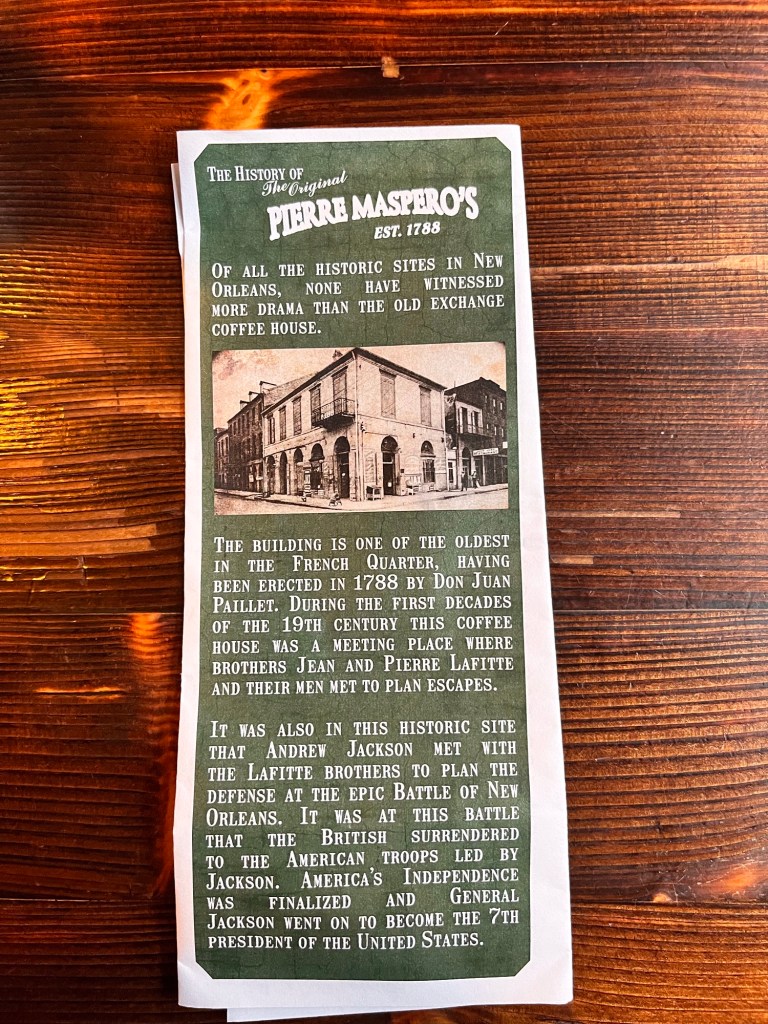 The History of
The Original
PIERRE MASPERO'S
EST. 1788
Of all the historic sites in New
Orleans, none have witnessed
more drama than the old exchange
coffee house.
The building is one of the oldest
in the French Quarter, having
been erected in 1788 by Don Juan
Paillet. During the first decades
of the 19th century this coffee
house was a meeting place where
brothers Jean and Pierre Lafitte
and their men met to plan escapes.
It was also in this historic site
that Andrew Jackson met with
the Lafitte brothers to plan the
defense at the epic Battle of New
Orleans. It was at this battle
that the British surrendered
to the American troops led by
Jackson. America's Independence
was finalized and General
Jackson went on to become the 7th
president of the United States.